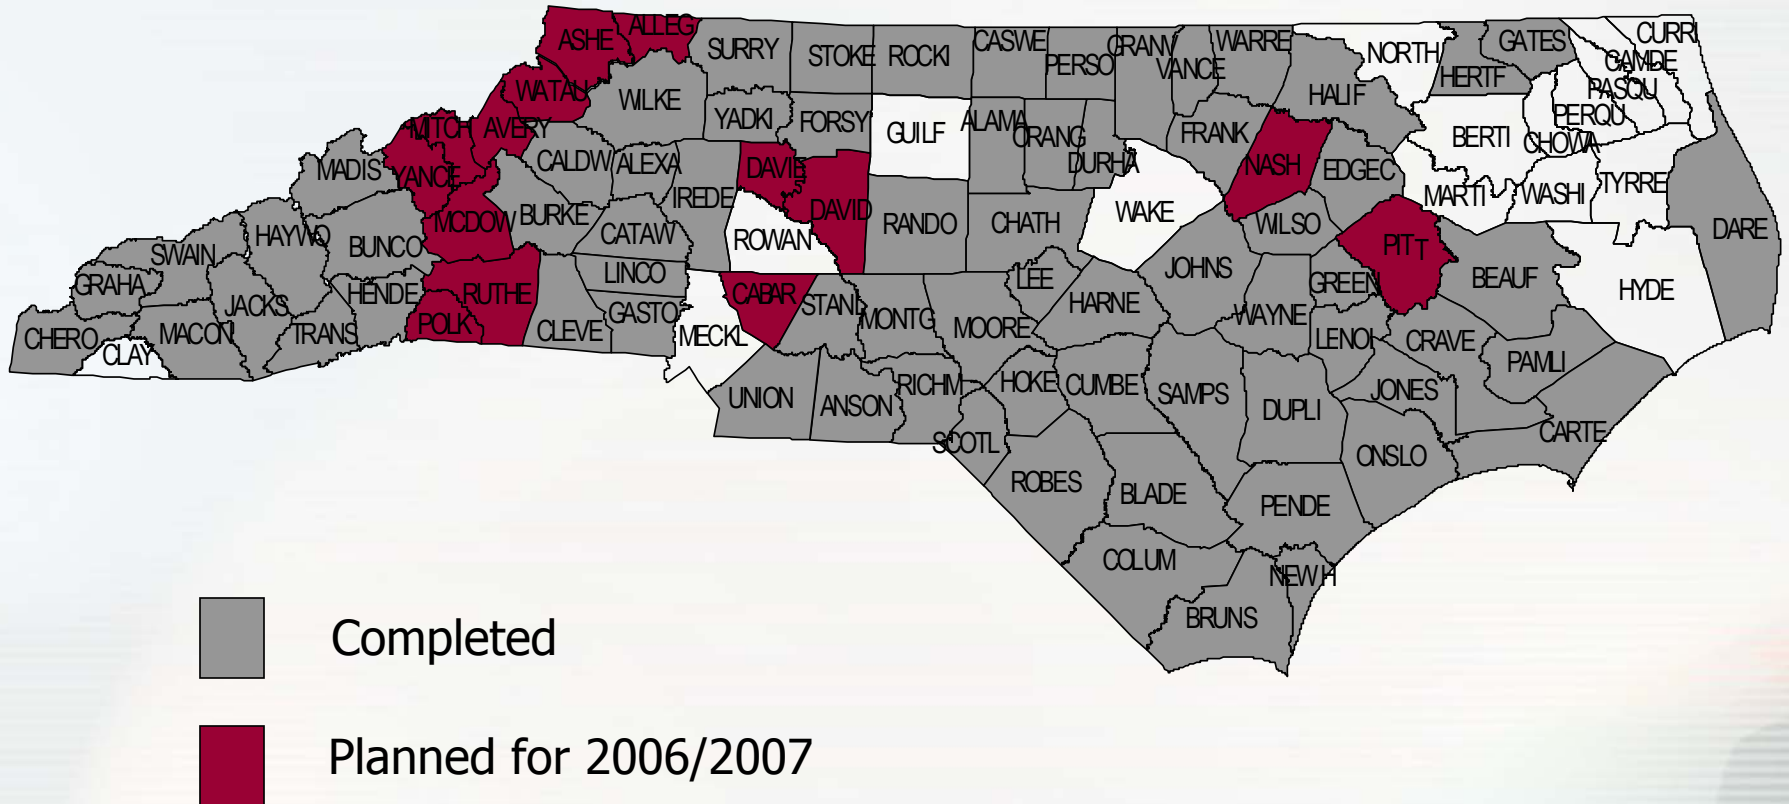 ASHE
ALLEG
SURRY
STOKE
ROCKI
CASWE
PERSO
GRANV
VANCE
WARRE
HALIF
NORTH
HERTF
GATES
CURRI
CAMDE
PASQU
PERQU
CHOWA
BERTI
WATAU
WILKE
YADKI
FORSY
GUILF
ALAMA
ORANG
DURHA
FRANK
NASH
EDGEC
MARTI
WASHI
TYRRE
DARE
MITCH
AVERY
CALDW
ALEXA
IREDE
DAVIE
DAVID
RANDO
CHATH
WAKE
WILSO
PITT
BEAUF
HYDE
MADIS
YANCE
MCDOW
BURKE
CATAW
ROWAN
SWAIN
HAYWO
BUNCO
RUTHE
LINCO
CABAR
STANL
MONTG
MOORE
LEE
HARNE
JOHNS
WAYNE
GREEN
LENOI
CRAVE
PAMLI
GRAHA
JACKS
HENDE
POLK
CLEVE
GASTO
MECKL
CHERO
CLAY
MACON
TRANS
UNION
ANSON
RICHM
SCOTL
HOKE
CUMBE
SAMPS
DUPLI
JONES
ONSLO
CARTE
ROBES
BLADE
PENDE
COLUM
NEW H
BRUNS
Completed
Planned for 2006/2007